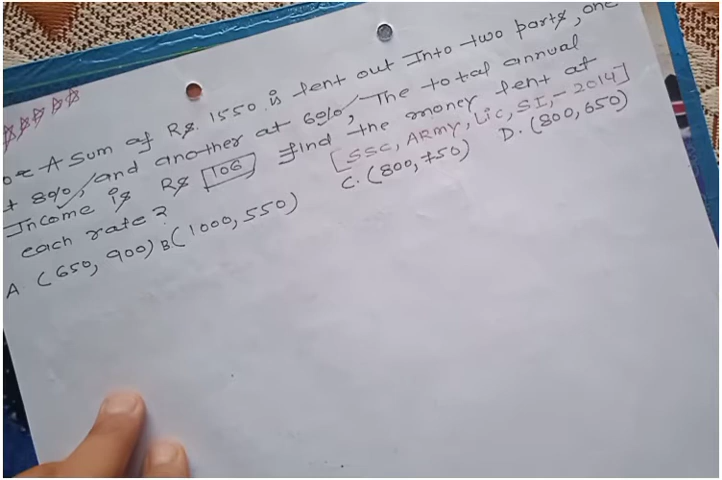 A sum of Rs. 1550 is lent out Into two parts, one
8%, and another at 6%, The total annual
Income is Rs 106 find the money lent at
each rate? [SSC, ARMY, LIC, SI, - 2014]
A (650, 900) B (1000, 550) C. (800, 750) D. (800, 650)